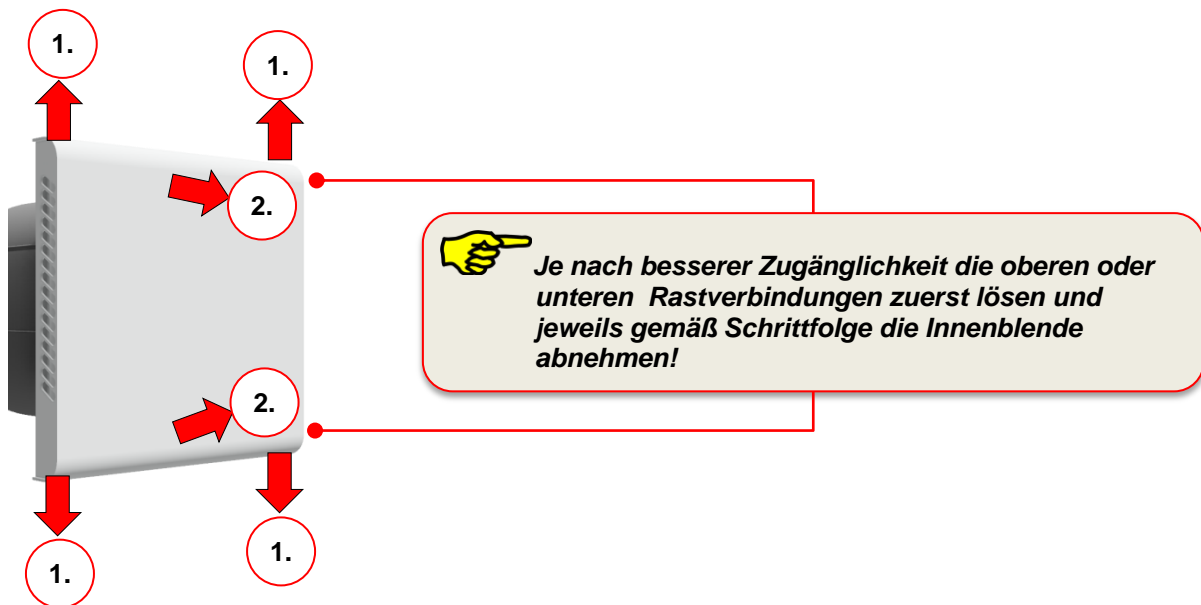 1.
1.
2.
Je nach besserer Zugänglichkeit die oberen oder
unteren Rastverbindungen zuerst lösen und
jeweils gemäß Schrittfolge die Innenblende
abnehmen!
2.
1.
1.